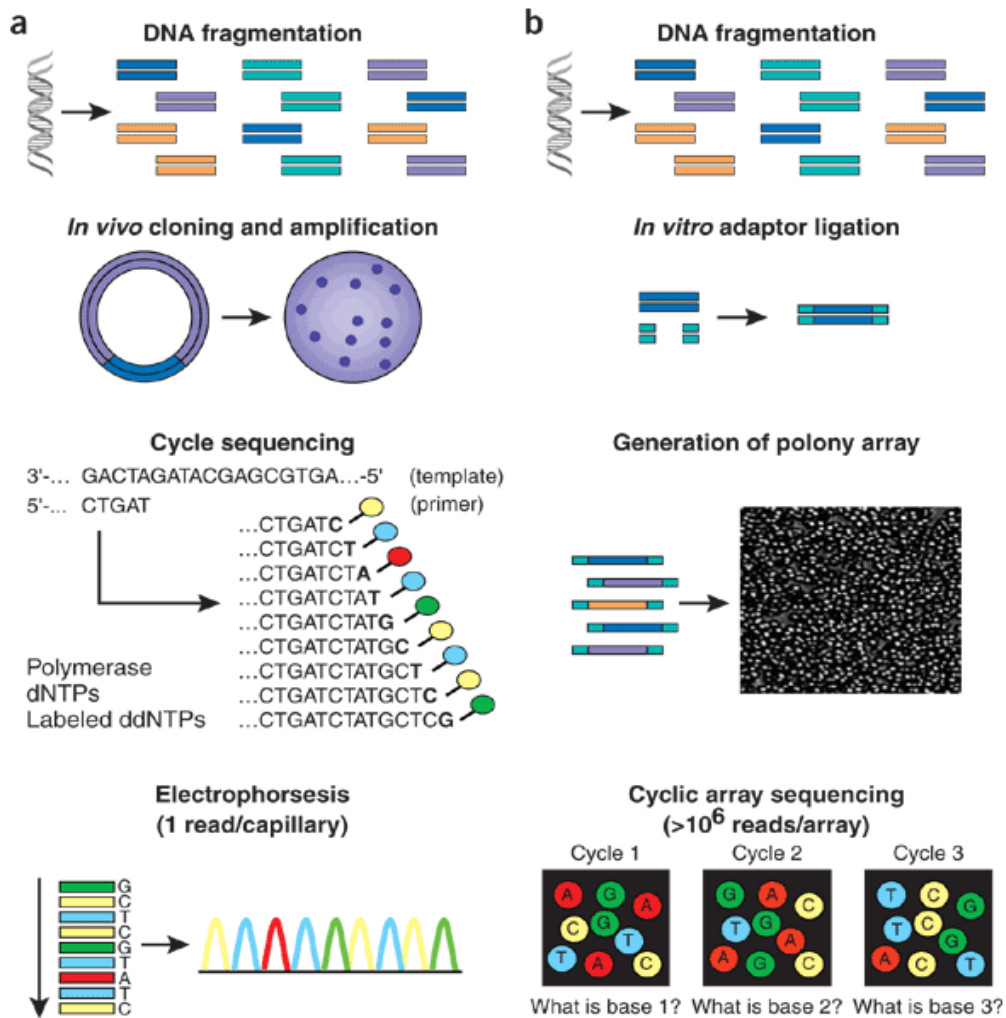 a
DNA fragmentation
In vivo cloning and amplification
Cycle sequencing
3'-... GACTAGATACGAGCGTGA...-5' (template)
5'-... CTGAT (primer)
...CTGATC
...CTGATCT
...CTGATCTA
...CTGATCTAT
...CTGATCTATG
...CTGATCTATGC
...CTGATCTATGCT
...CTGATCTATGCTC
...CTGATCTATGCTCG
Polymerase
dNTPs
Labeled ddNTPs
Electrophorsesis
(1 read/capillary)
G
C
T
C
G
T
A
T
C
b
DNA fragmentation
In vitro adaptor ligation
Generation of polony array
Cyclic array sequencing
(>10⁶ reads/array)
Cycle 1
A G A
C G T
T A C
What is base 1?
Cycle 2
G A C
T G A
A G C
What is base 2?
Cycle 3
T C G
T C G
A C T
What is base 3?